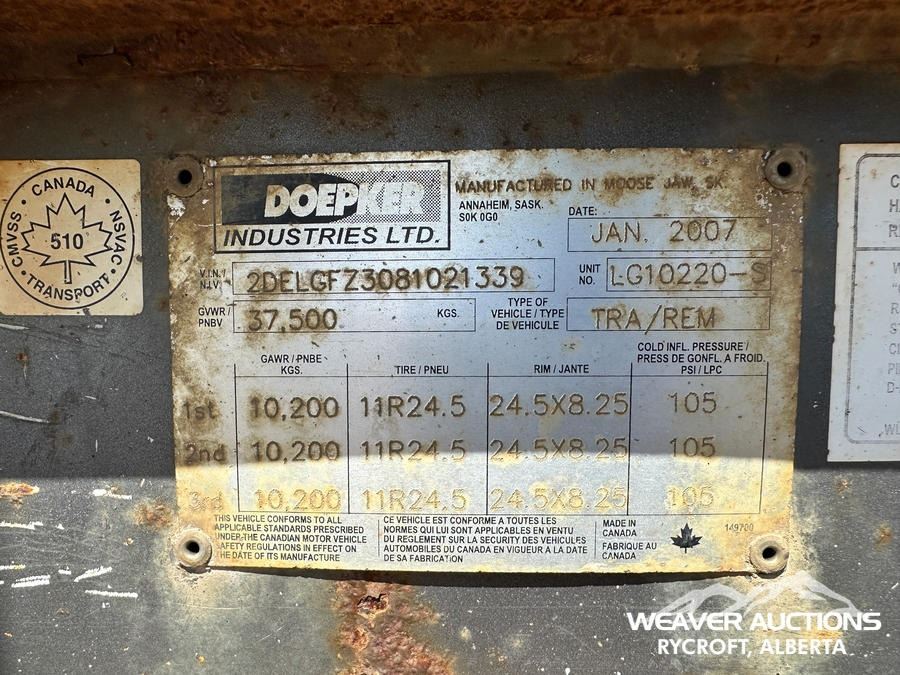 CANADA
CMVSS
NSVAC
510
TRANSPORT
DOEPKER
INDUSTRIES LTD.
MANUFACTURED IN MOOSE JAW, SK.
ANNAHEIM, SASK.
S0K 0G0
DATE:
JAN. 2007
V.I.N./
N.I.V.
2DELGFZ3081021339
UNIT
NO.
LG10220-S
GVWR /
PNBV
37,500
KGS.
TYPE OF
VEHICLE / TYPE
DE VEHICULE
TRA/REM
GAWR / PNBE
KGS.
TIRE / PNEU
RIM / JANTE
COLD INFL. PRESSURE/
PRESS DE GONFL. A FROID.
PSI / LPC
1st 10,200 11R24.5 24.5X8.25 105
2nd 10,200 11R24.5 24.5X8.25 105
3rd 10,200 11R24.5 24.5X8.25 105
THIS VEHICLE CONFORMS TO ALL
APPLICABLE STANDARDS PRESCRIBED
UNDER THE CANADIAN MOTOR VEHICLE
SAFETY REGULATIONS IN EFFECT ON
THE DATE OF ITS MANUFACTURE
CE VEHICULE EST CONFORME A TOUTES LES
NORMES QUI LUI SONT APPLICABLES EN VENTU
DU REGLEMENT SUR LA SECURITE DES VEHICULES
AUTOMOBILES DU CANADA EN VIGUEUR A LA DATE
DE SA FABRICATION
MADE IN
CANADA
FABRIQUE AU
CANADA
149700
WEAVER AUCTIONS
RYCROFT, ALBERTA